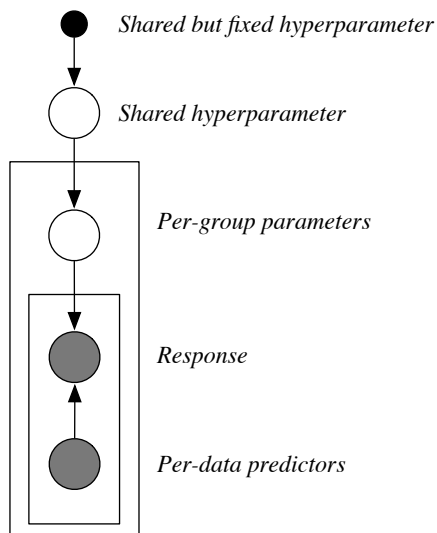 Shared but fixed hyperparameter
Shared hyperparameter
Per-group parameters
Response
Per-data predictors